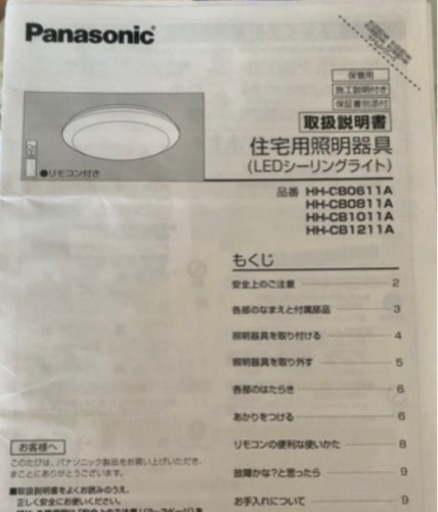 Panasonic
保管用
施工説明付き
保証書別添付
取扱説明書
住宅用照明器具
(LEDシーリングライト)
●リモコン付き
品番 HH-CB0611A
HH-CB0811A
HH-CB1011A
HH-CB1211A
もくじ
安全上のご注意 2
各部のなまえと付属部品 3
照明器具を取り付ける 4
照明器具を取り外す 5
各部のはたらき 6
あかりをつける 6
リモコンの便利な使いかた 8
故障かな?と思ったら 9
お手入れについて 9
お客様へ
このたびは、パナソニック製品をお買い上げいただき、
まことにありがとうございます。
■取扱説明書をよくお読みのうえ、
正しく安全にお使いください。